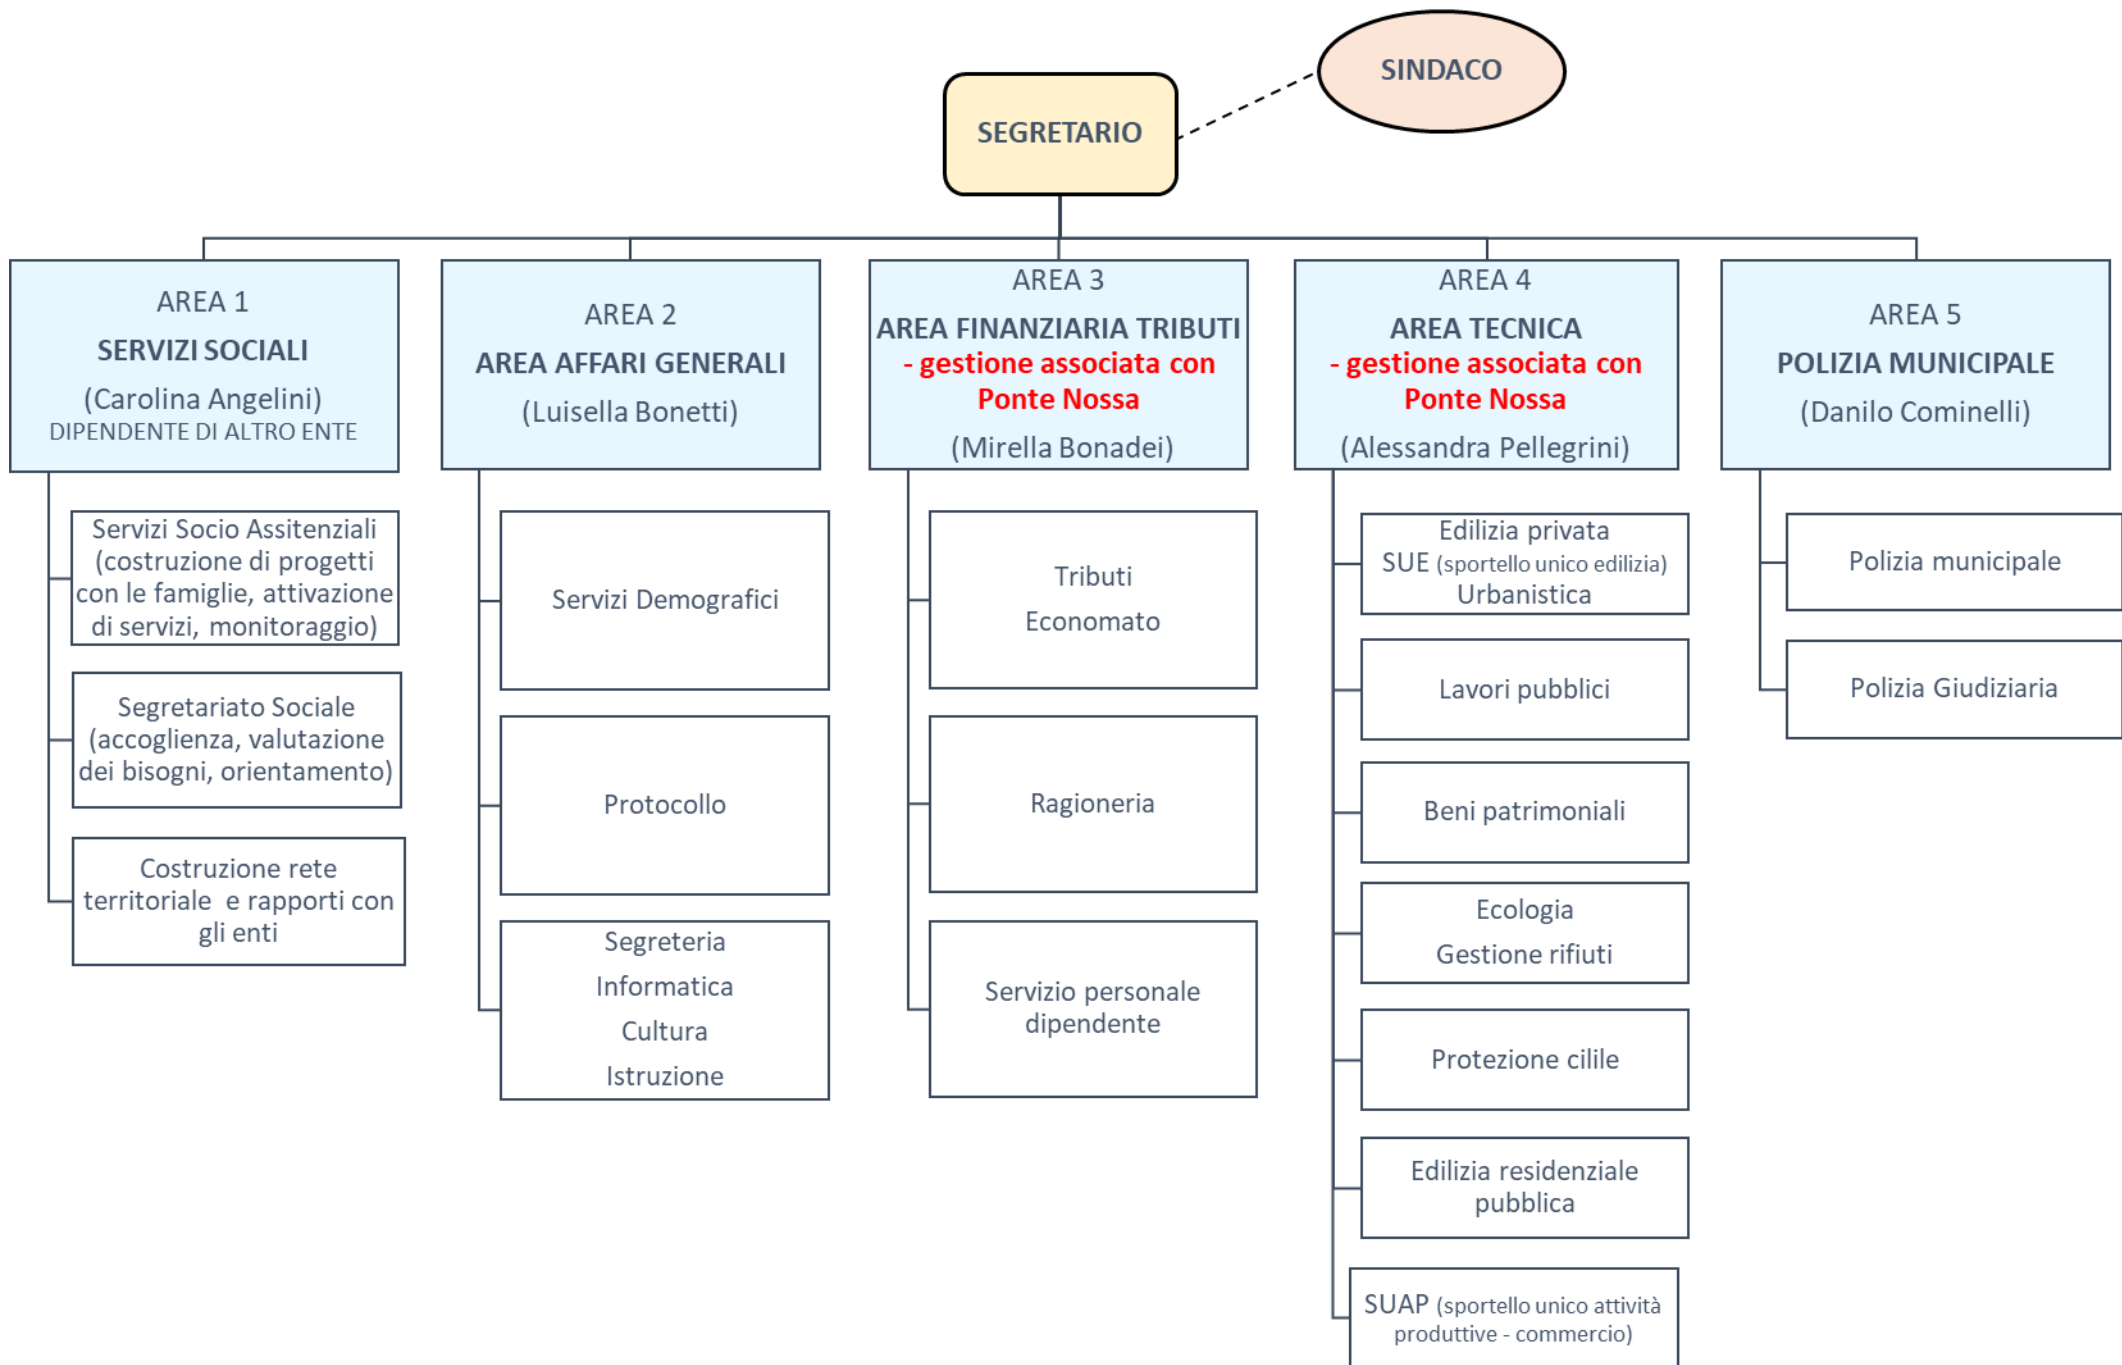 SINDACO
SEGRETARIO
AREA 1
SERVIZI SOCIALI
(Carolina Angelini)
DIPENDENTE DI ALTRO ENTE
Servizi Socio Assitenziali
(costruzione di progetti
con le famiglie, attivazione
di servizi, monitoraggio)
Segretariato Sociale
(accoglienza, valutazione
dei bisogni, orientamento)
Costruzione rete
territoriale e rapporti con
gli enti
AREA 2
AREA AFFARI GENERALI
(Luisella Bonetti)
Servizi Demografici
Protocollo
Segreteria
Informatica
Cultura
Istruzione
AREA 3
AREA FINANZIARIA TRIBUTI
- gestione associata con
Ponte Nossa
(Mirella Bonadei)
Tributi
Economato
Ragioneria
Servizio personale
dipendente
AREA 4
AREA TECNICA
- gestione associata con
Ponte Nossa
(Alessandra Pellegrini)
Edilizia privata
SUE (sportello unico edilizia)
Urbanistica
Lavori pubblici
Beni patrimoniali
Ecologia
Gestione rifiuti
Protezione cilile
Edilizia residenziale
pubblica
SUAP (sportello unico attività
produttive - commercio)
AREA 5
POLIZIA MUNICIPALE
(Danilo Cominelli)
Polizia municipale
Polizia Giudiziaria